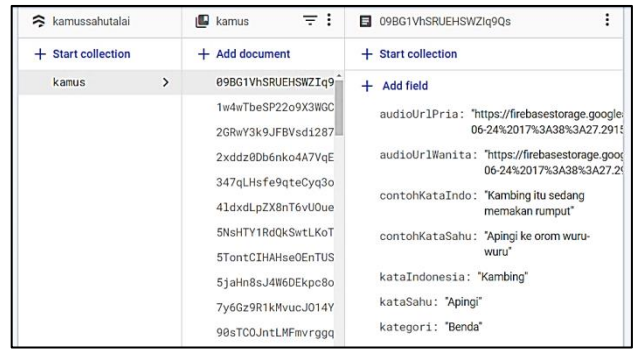 kamussahutalai
+ Start collection
kamus
kamus
+ Add document
09BG1VhSRUEHSWZIq9
1w4wTbeSP22o9X3WGC
2GRwY3k9JFBVsdi287
2xddz0Db6nko4A7VqE
347qLHsfe9qteCyq3o
4ldxdLpZX8nT6vUOue
5NsHTY1RdQkSwtLKoT
5TontCIHAHseOEnTUS
5jaHn8sJ4W6DEkpc8o
7y6Gz9R1kMvucJO14Y
90sTCOJntLMFmvrggq
09BG1VhSRUEHSWZIq9Qs
+ Start collection
+ Add field
audioUrlPria: "https://firebasestorage.google
06-24%2017%3A38%3A27.2915
audioUrlWanita: "https://firebasestorage.goog
06-24%2017%3A38%3A27.29
contohKataIndo: "Kambing itu sedang
memakan rumput"
contohKataSahu: "Apingi ke orom wuru-
wuru"
kataIndonesia: "Kambing"
kataSahu: "Apingi"
kategori: "Benda"